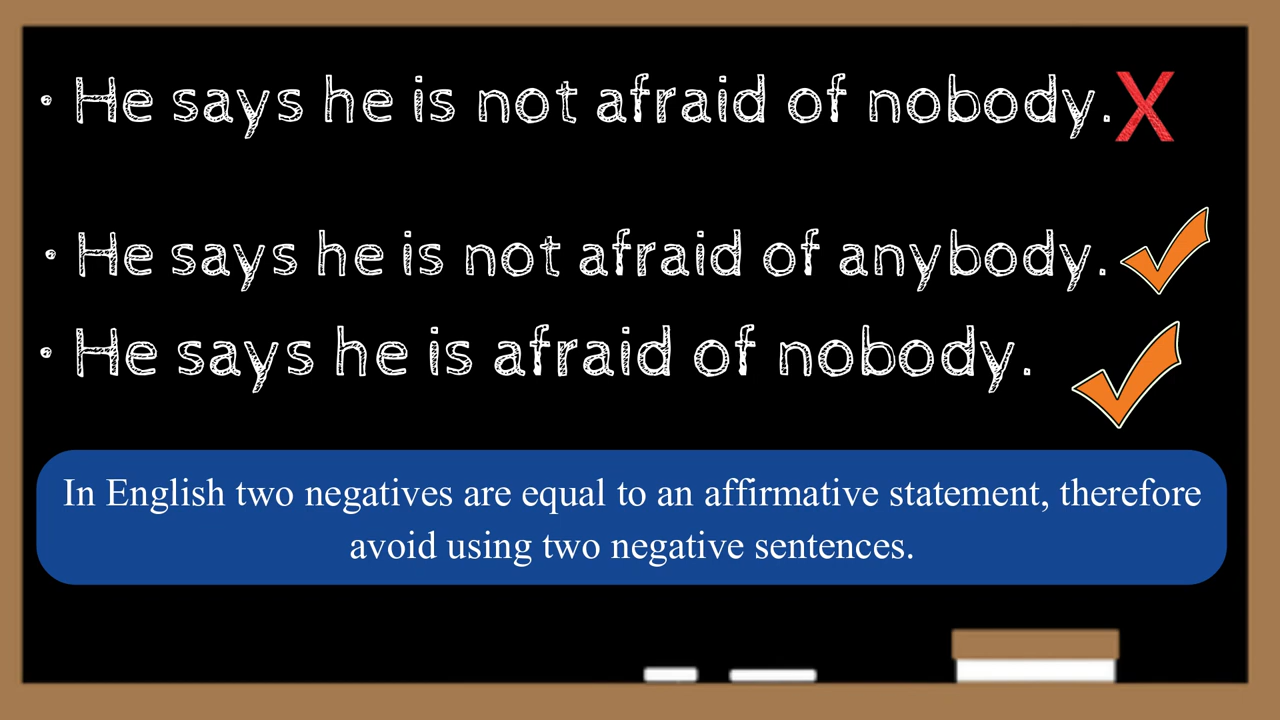 • He says he is not afraid of nobody. X
• He says he is not afraid of anybody.
• He says he is afraid of nobody.
In English two negatives are equal to an affirmative statement, therefore
avoid using two negative sentences.